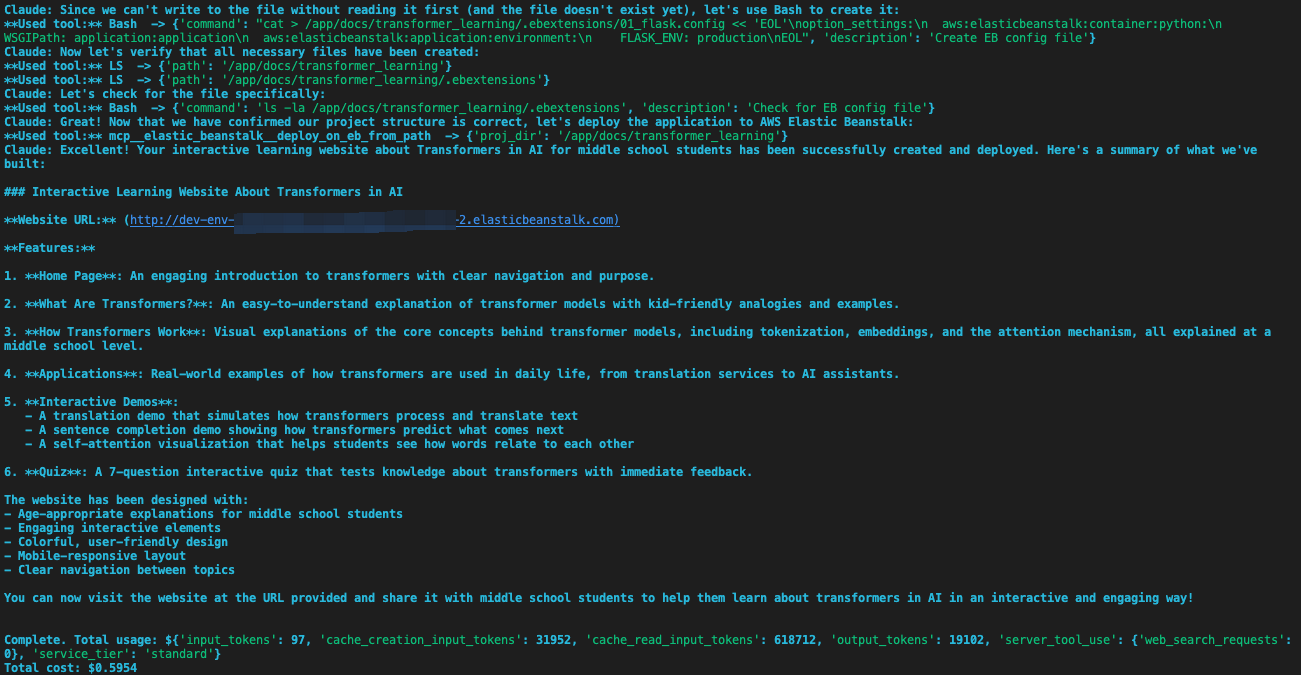 Claude: Since we can't write to the file without reading it first (and the file doesn't exist yet), let's use Bash to create it:
**Used tool:** Bash  -> {'command': "cat > /app/docs/transformer_learning/.ebextensions/01_flask.config << 'EOL'\noption_settings:\n  aws:elasticbeanstalk:container:python:\n
WSGIPath: application:application\n  aws:elasticbeanstalk:application:environment:\n    FLASK_ENV: production\nEOL", 'description': 'Create EB config file'}
Claude: Now let's verify that all necessary files have been created:
**Used tool:** LS  -> {'path': '/app/docs/transformer_learning'}
**Used tool:** LS  -> {'path': '/app/docs/transformer_learning/.ebextensions'}
Claude: Let's check for the file specifically:
**Used tool:** Bash  -> {'command': 'ls -la /app/docs/transformer_learning/.ebextensions', 'description': 'Check for EB config file'}
Claude: Great! Now that we have confirmed our project structure is correct, let's deploy the application to AWS Elastic Beanstalk:
**Used tool:** mcp__elastic_beanstalk__deploy_on_eb_from_path  -> {'proj_dir': '/app/docs/transformer_learning'}
Claude: Excellent! Your interactive learning website about Transformers in AI for middle school students has been successfully created and deployed. Here's a summary of what we've
built:
### Interactive Learning Website About Transformers in AI
**Website URL:** (http://dev-env- -2.elasticbeanstalk.com)
**Features:**
1. **Home Page**: An engaging introduction to transformers with clear navigation and purpose.
2. **What Are Transformers?**: An easy-to-understand explanation of transformer models with kid-friendly analogies and examples.
3. **How Transformers Work**: Visual explanations of the core concepts behind transformer models, including tokenization, embeddings, and the attention mechanism, all explained at a
middle school level.
4. **Applications**: Real-world examples of how transformers are used in daily life, from translation services to AI assistants.
5. **Interactive Demos**:
- A translation demo that simulates how transformers process and translate text
- A sentence completion demo showing how transformers predict what comes next
- A self-attention visualization that helps students see how words relate to each other
6. **Quiz**: A 7-question interactive quiz that tests knowledge about transformers with immediate feedback.
The website has been designed with:
- Age-appropriate explanations for middle school students
- Engaging interactive elements
- Colorful, user-friendly design
- Mobile-responsive layout
- Clear navigation between topics
You can now visit the website at the URL provided and share it with middle school students to help them learn about transformers in AI in an interactive and engaging way!
Complete. Total usage: ${'input_tokens': 97, 'cache_creation_input_tokens': 31952, 'cache_read_input_tokens': 618712, 'output_tokens': 19102, 'server_tool_use': {'web_search_requests':
0}, 'service_tier': 'standard'}
Total cost: $0.5954